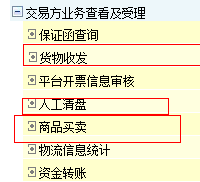 交易方业务查看及受理
保证函查询
货物收发
平台开票信息审核
人工清盘
商品买卖
物流信息统计
资金转账